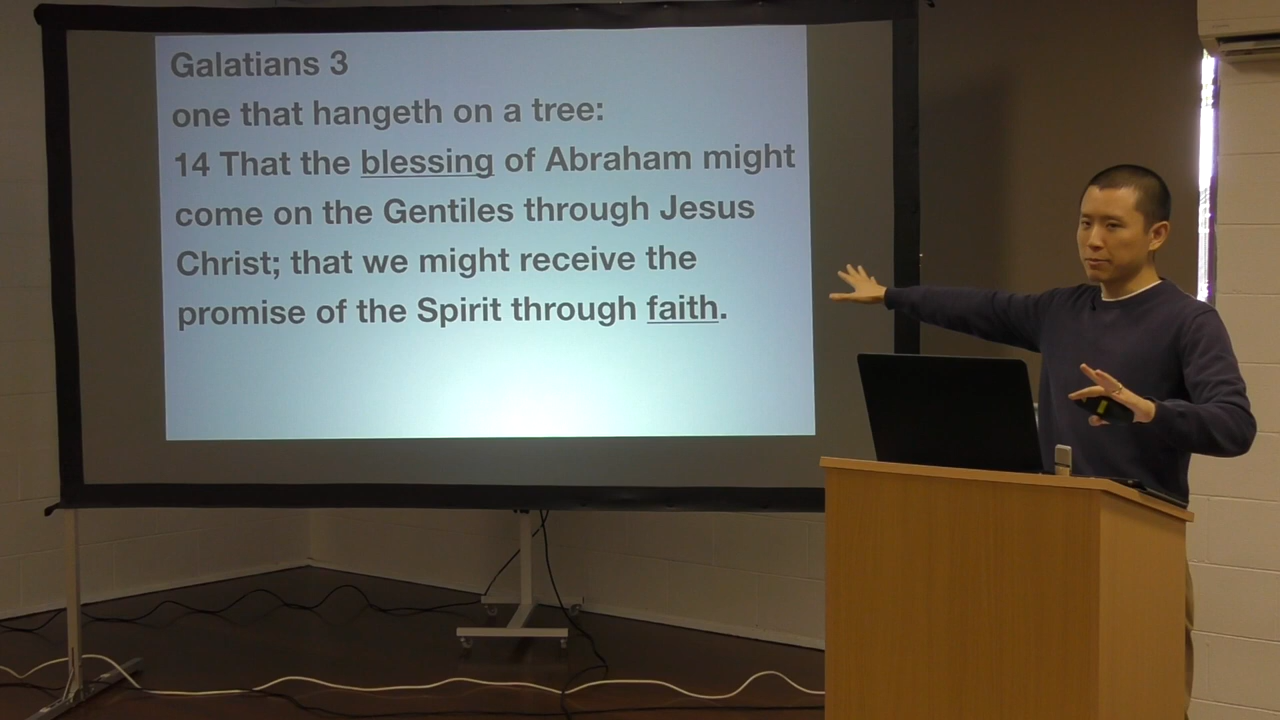 Galatians 3
one that hangeth on a tree:
14 That the blessing of Abraham might
come on the Gentiles through Jesus
Christ; that we might receive the
promise of the Spirit through faith.